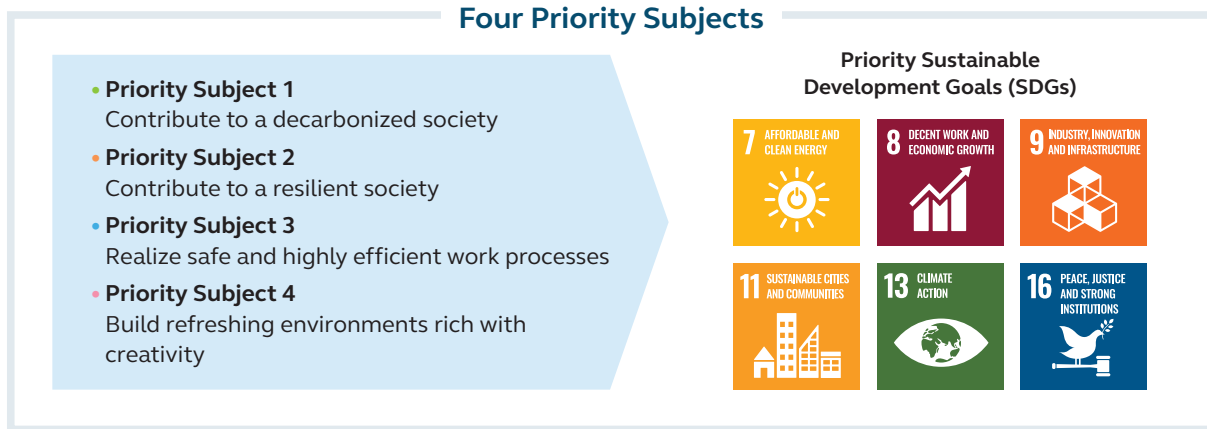 Four Priority Subjects
• Priority Subject 1
Contribute to a decarbonized society
• Priority Subject 2
Contribute to a resilient society
• Priority Subject 3
Realize safe and highly efficient work processes
• Priority Subject 4
Build refreshing environments rich with
creativity
Priority Sustainable
Development Goals (SDGs)
7 AFFORDABLE AND
CLEAN ENERGY
8 DECENT WORK AND
ECONOMIC GROWTH
9 INDUSTRY, INNOVATION
AND INFRASTRUCTURE
11 SUSTAINABLE CITIES
AND COMMUNITIES
13 CLIMATE
ACTION
16 PEACE, JUSTICE
AND STRONG
INSTITUTIONS